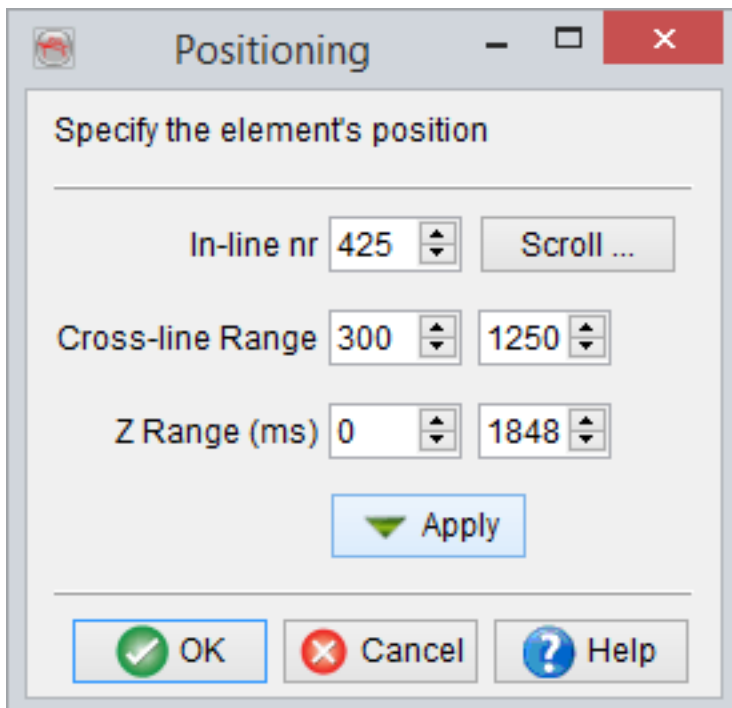 Positioning
Specify the element's position
In-line nr 425 Scroll ...
Cross-line Range 300 1250
Z Range (ms) 0 1848
Apply
OK Cancel Help